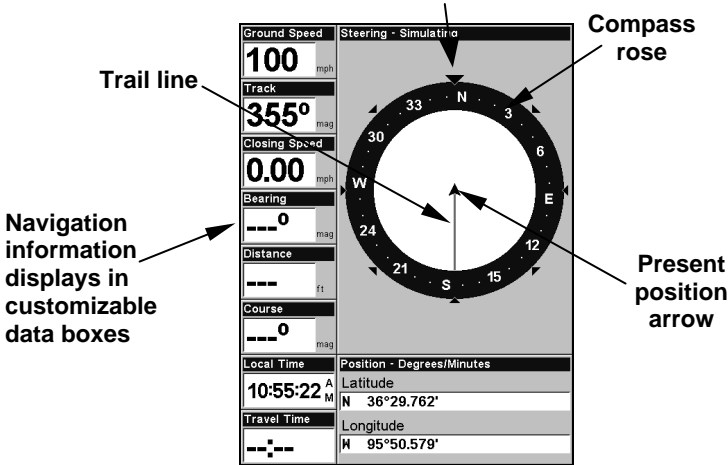 Ground Speed
100 mph
Track
355° mag
Closing Speed
0.00 mph
Bearing
---° mag
Distance
--- ft
Course
---° mag
Local Time
10:55:22 AM
Travel Time
--:--
Steering - Simulating
N
3
6
E
12
15
S
21
24
W
30
33
Position - Degrees/Minutes
Latitude
N 36°29.762'
Longitude
W 95°50.579'
Compass
rose
Trail line
Navigation
information
displays in
customizable
data boxes
Present
position
arrow